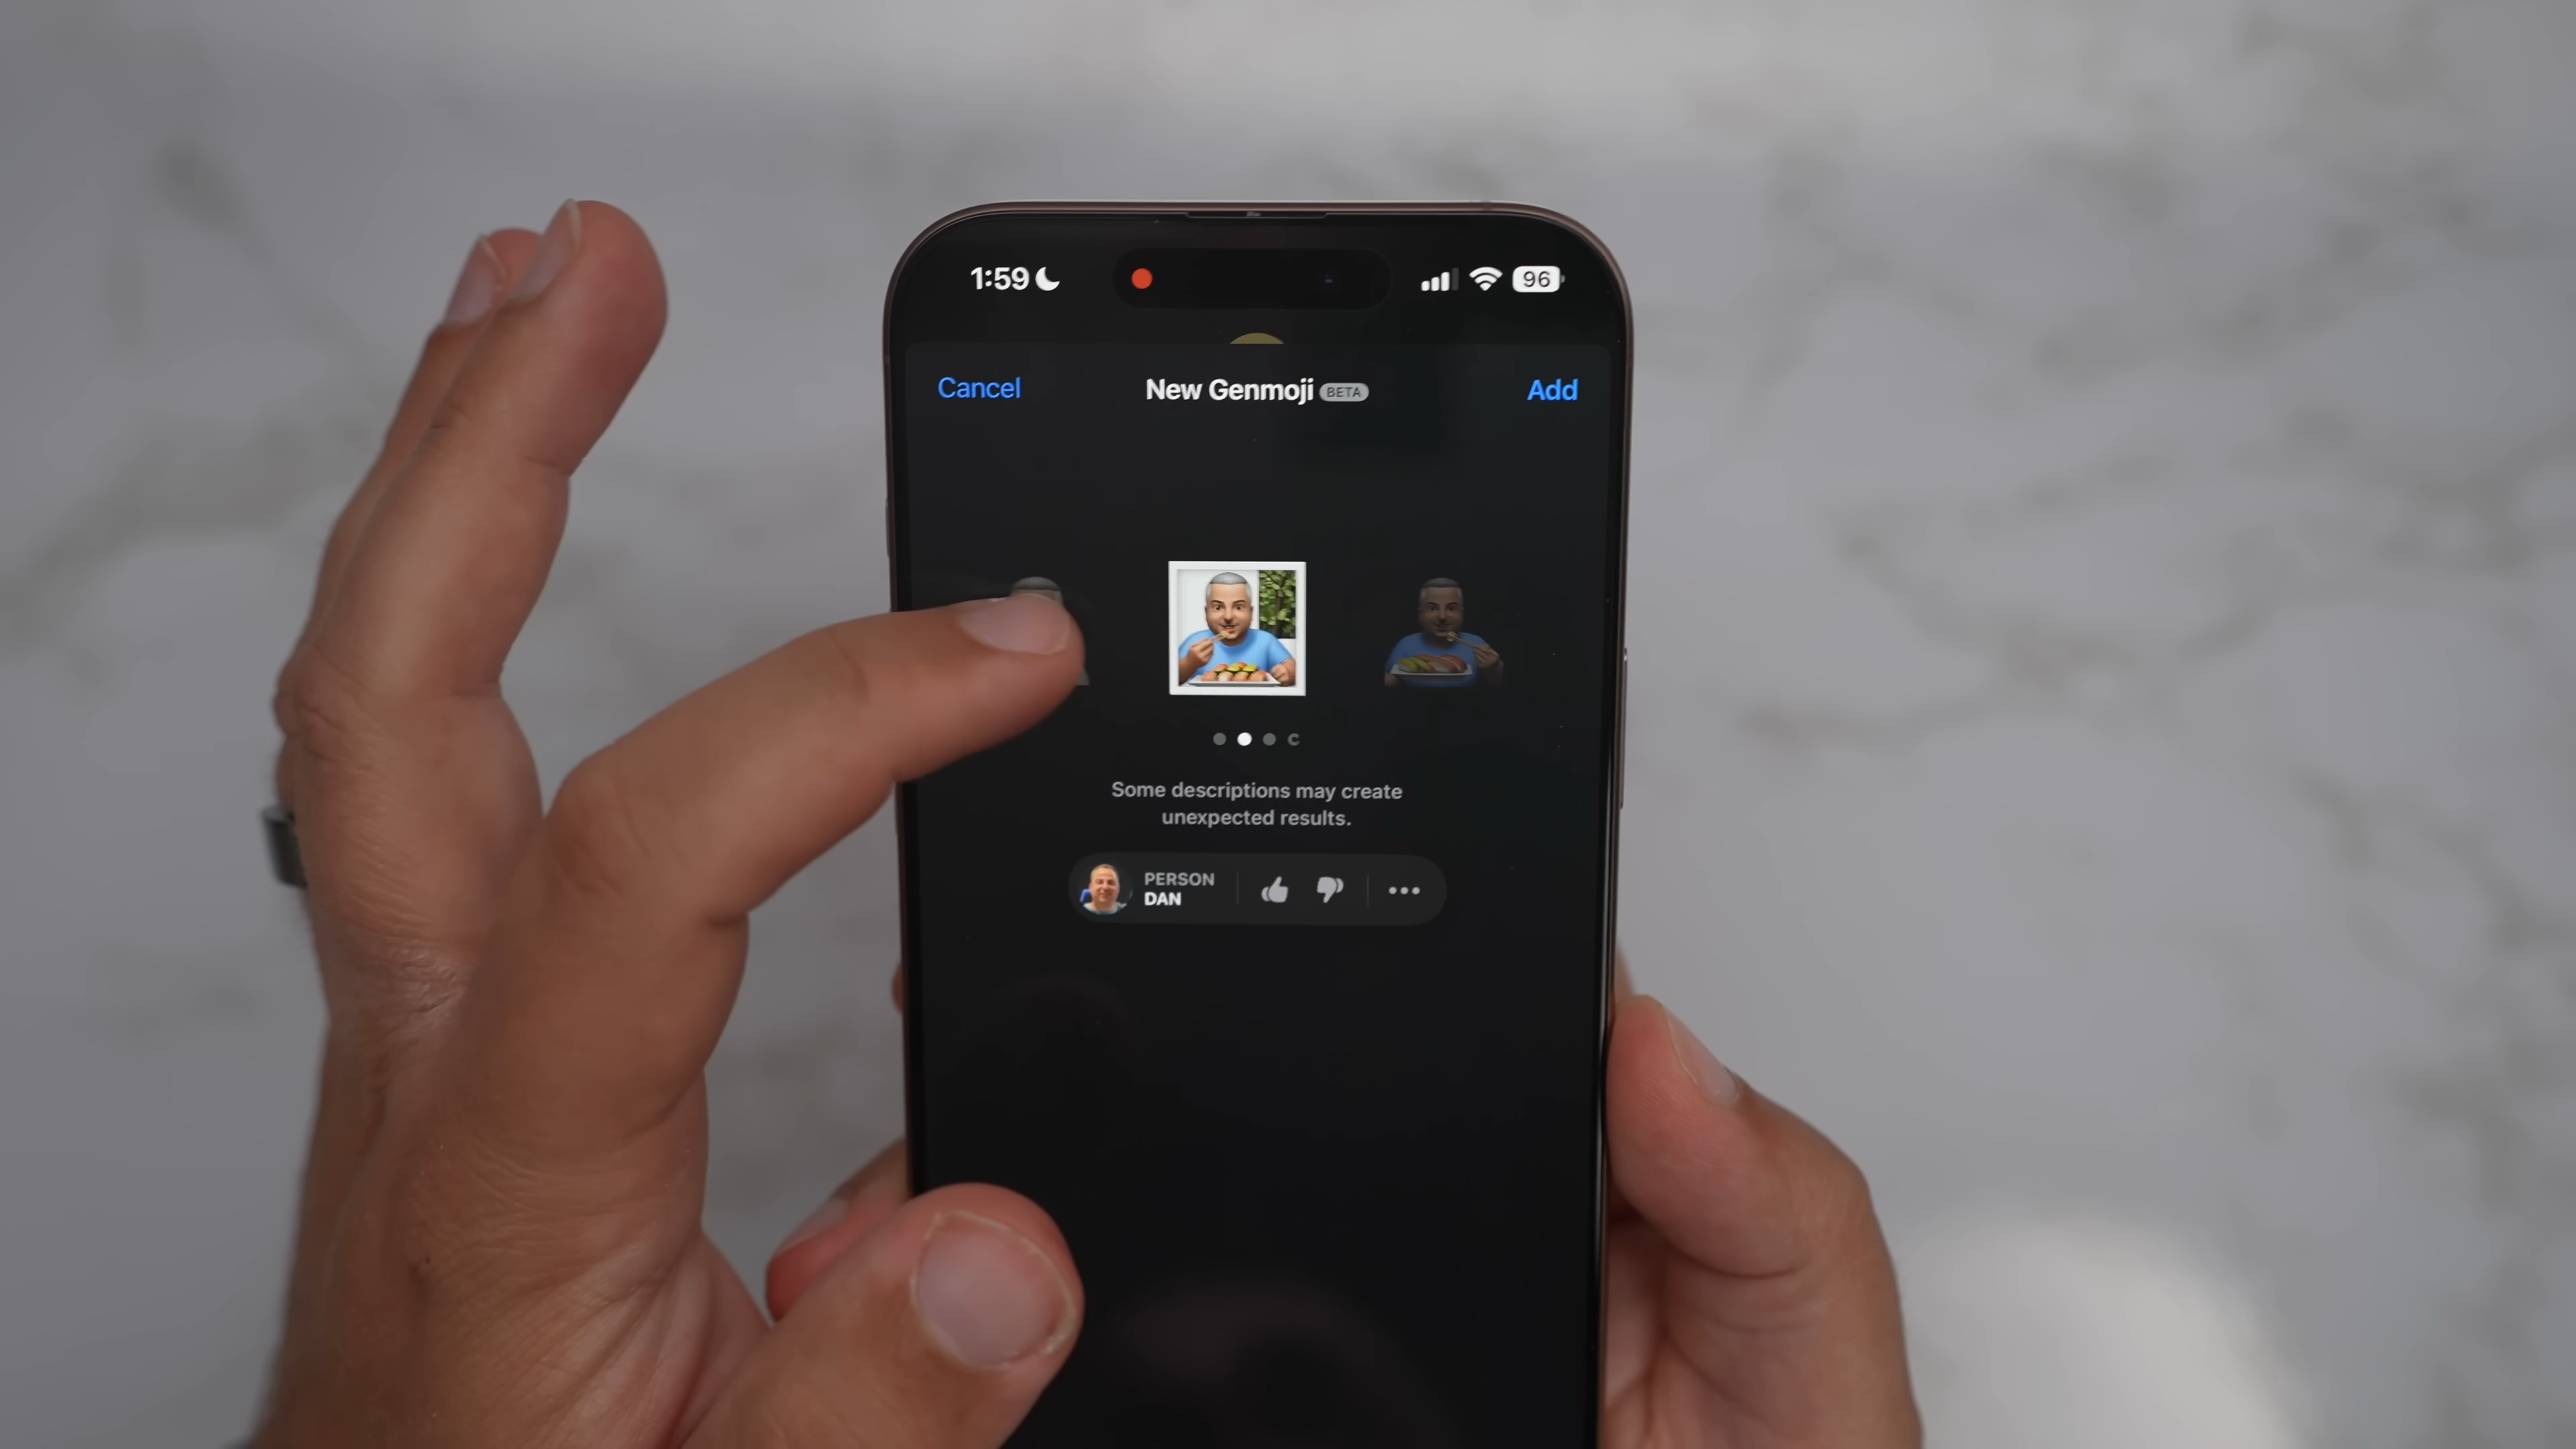 1:59
96
Cancel
New Genmoji BETA
Add
Some descriptions may create
unexpected results.
PERSON
DAN